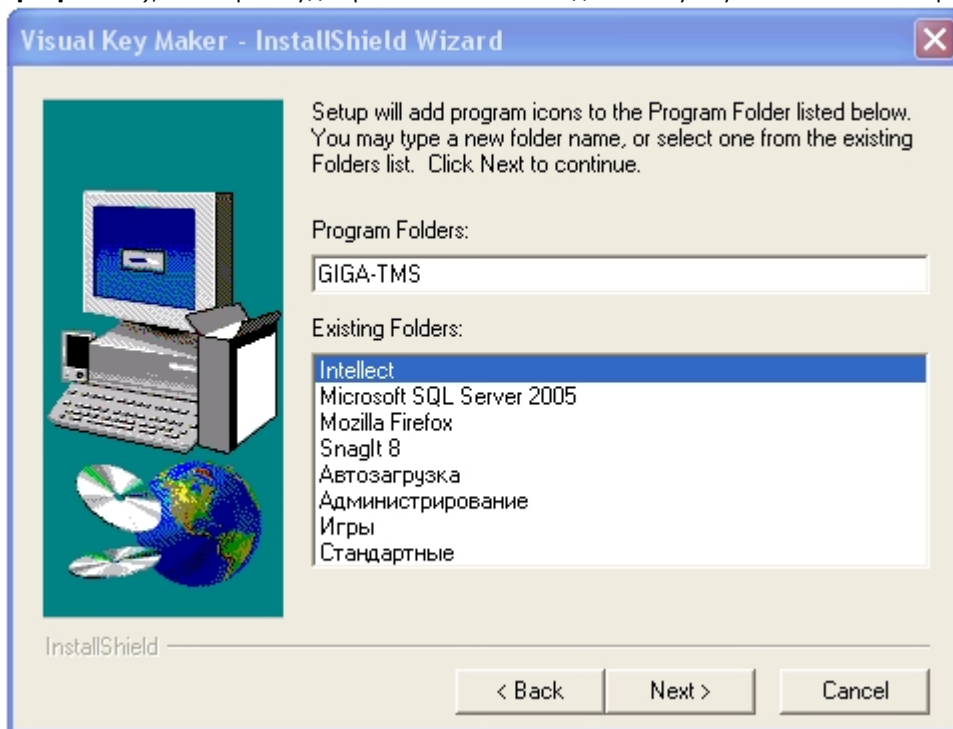 Visual Key Maker - InstallShield Wizard
Setup will add program icons to the Program Folder listed below.
You may type a new folder name, or select one from the existing
Folders list. Click Next to continue.
Program Folders:
GIGA-TMS
Existing Folders:
Intellect
Microsoft SQL Server 2005
Mozilla Firefox
SnagIt 8
Автозагрузка
Администрирование
Игры
Стандартные
InstallShield
< Back
Next >
Cancel